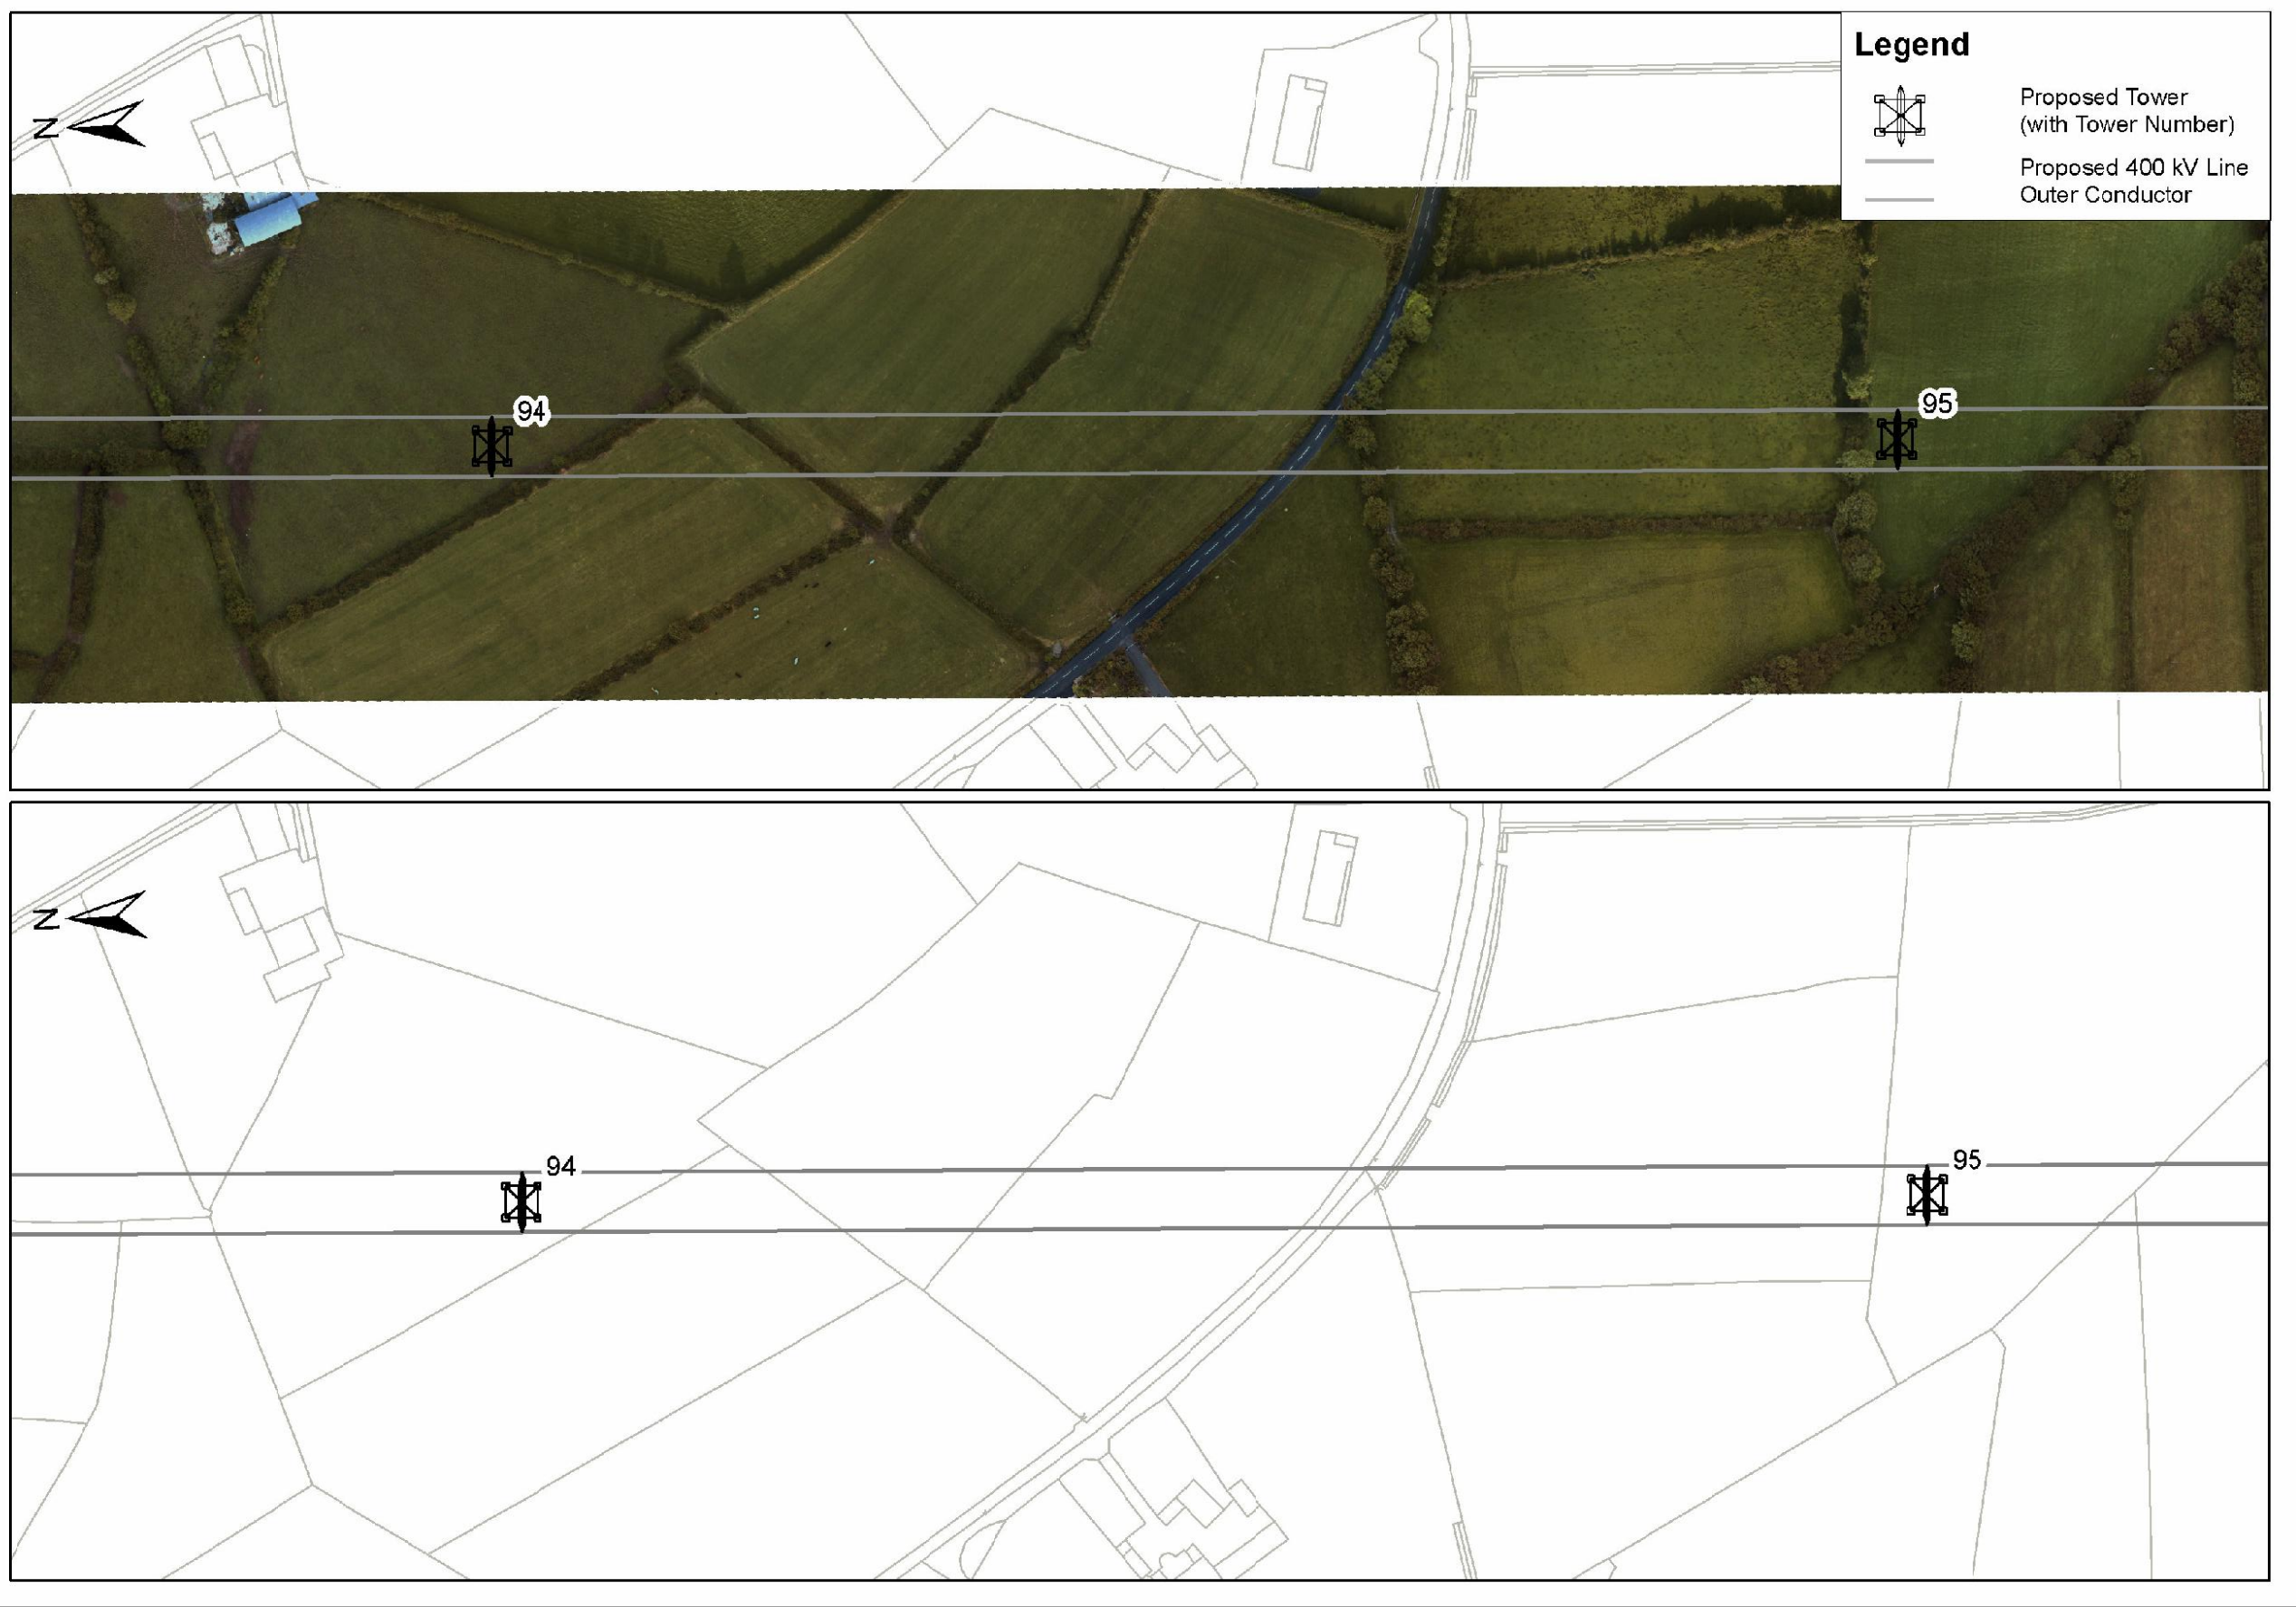 Legend
Proposed Tower
(with Tower Number)
Proposed 400 kV Line
Outer Conductor
N
94
95
N
94
95